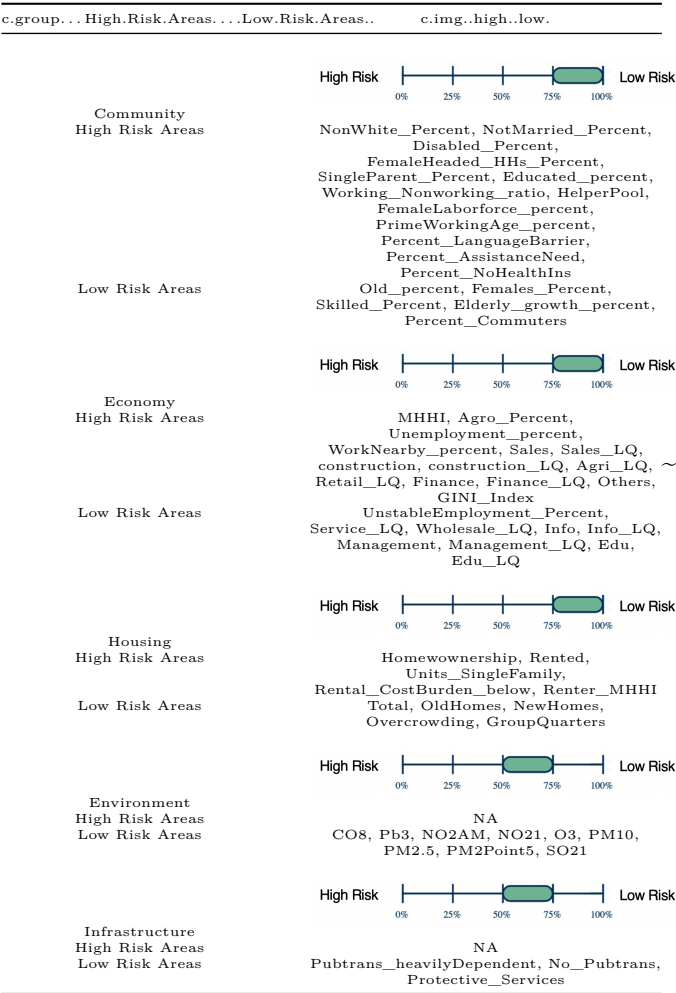 c.group... High.Risk.Areas....Low.Risk.Areas.. c.img..high..low.
High Risk Low Risk
0% 25% 50% 75% 100%
Community
High Risk Areas NonWhite_Percent, NotMarried_Percent,
Disabled_Percent,
FemaleHeaded_HHs_Percent,
SingleParent_Percent, Educated_percent,
Working_Nonworking_ratio, HelperPool,
FemaleLaborforce_percent,
PrimeWorkingAge_percent,
Percent_LanguageBarrier,
Percent_AssistanceNeed,
Percent_NoHealthIns
Low Risk Areas Old_percent, Females_Percent,
Skilled_Percent, Elderly_growth_percent,
Percent_Commuters
High Risk Low Risk
0% 25% 50% 75% 100%
Economy
High Risk Areas MHHI, Agro_Percent,
Unemployment_percent,
WorkNearby_percent, Sales, Sales_LQ,
construction, construction_LQ, Agri_LQ, ~
Retail_LQ, Finance, Finance_LQ, Others,
GINI_Index
Low Risk Areas UnstableEmployment_Percent,
Service_LQ, Wholesale_LQ, Info, Info_LQ,
Management, Management_LQ, Edu,
Edu_LQ
High Risk Low Risk
0% 25% 50% 75% 100%
Housing
High Risk Areas Homewownership, Rented,
Units_SingleFamily,
Rental_CostBurden_below, Renter_MHHI
Low Risk Areas Total, OldHomes, NewHomes,
Overcrowding, GroupQuarters
High Risk Low Risk
0% 25% 50% 75% 100%
Environment
High Risk Areas NA
Low Risk Areas CO8, Pb3, NO2AM, NO21, O3, PM10,
PM2.5, PM2Point5, SO21
High Risk Low Risk
0% 25% 50% 75% 100%
Infrastructure
High Risk Areas NA
Low Risk Areas Pubtrans_heavilyDependent, No_Pubtrans,
Protective_Services